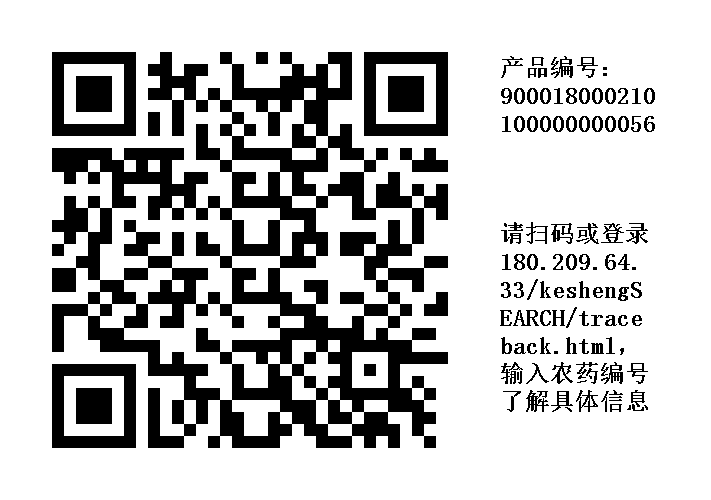 产品编号:
900018000210
100000000056
请扫码或登录
180.209.64.
33/keshengS
EARCH/trace
back.html,
输入农药编号
了解具体信息